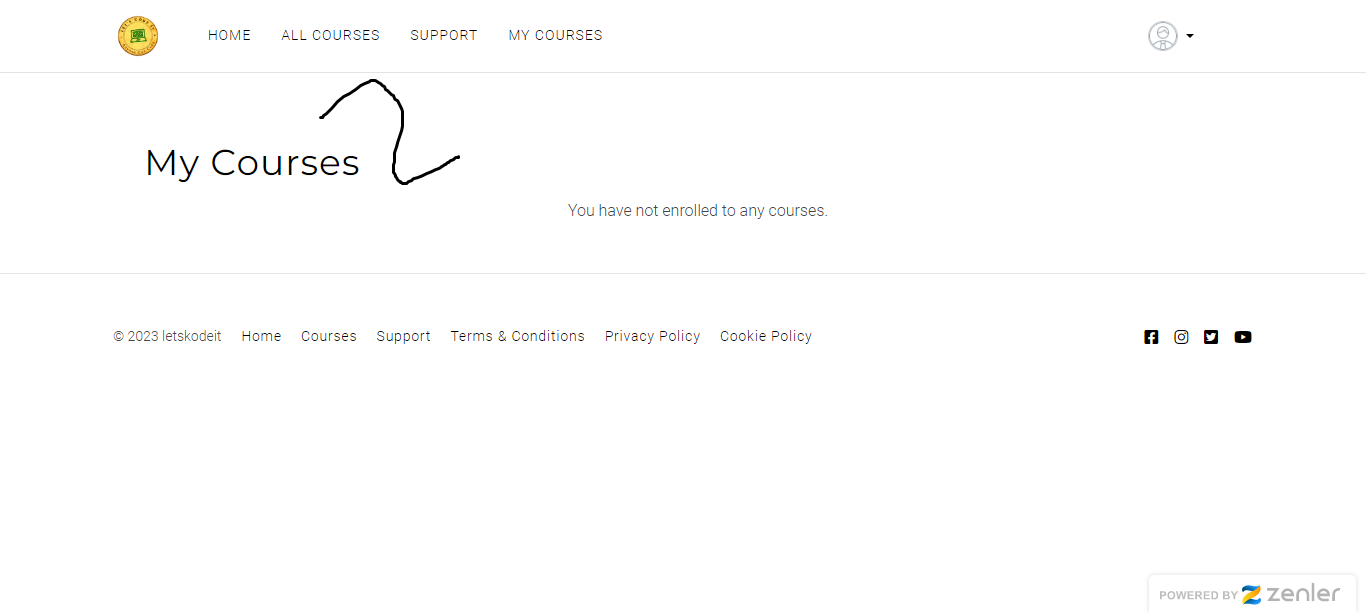 HOME ALL COURSES SUPPORT MY COURSES
My Courses
You have not enrolled to any courses.
© 2023 letskodeit Home Courses Support Terms & Conditions Privacy Policy Cookie Policy
POWERED BY zenler